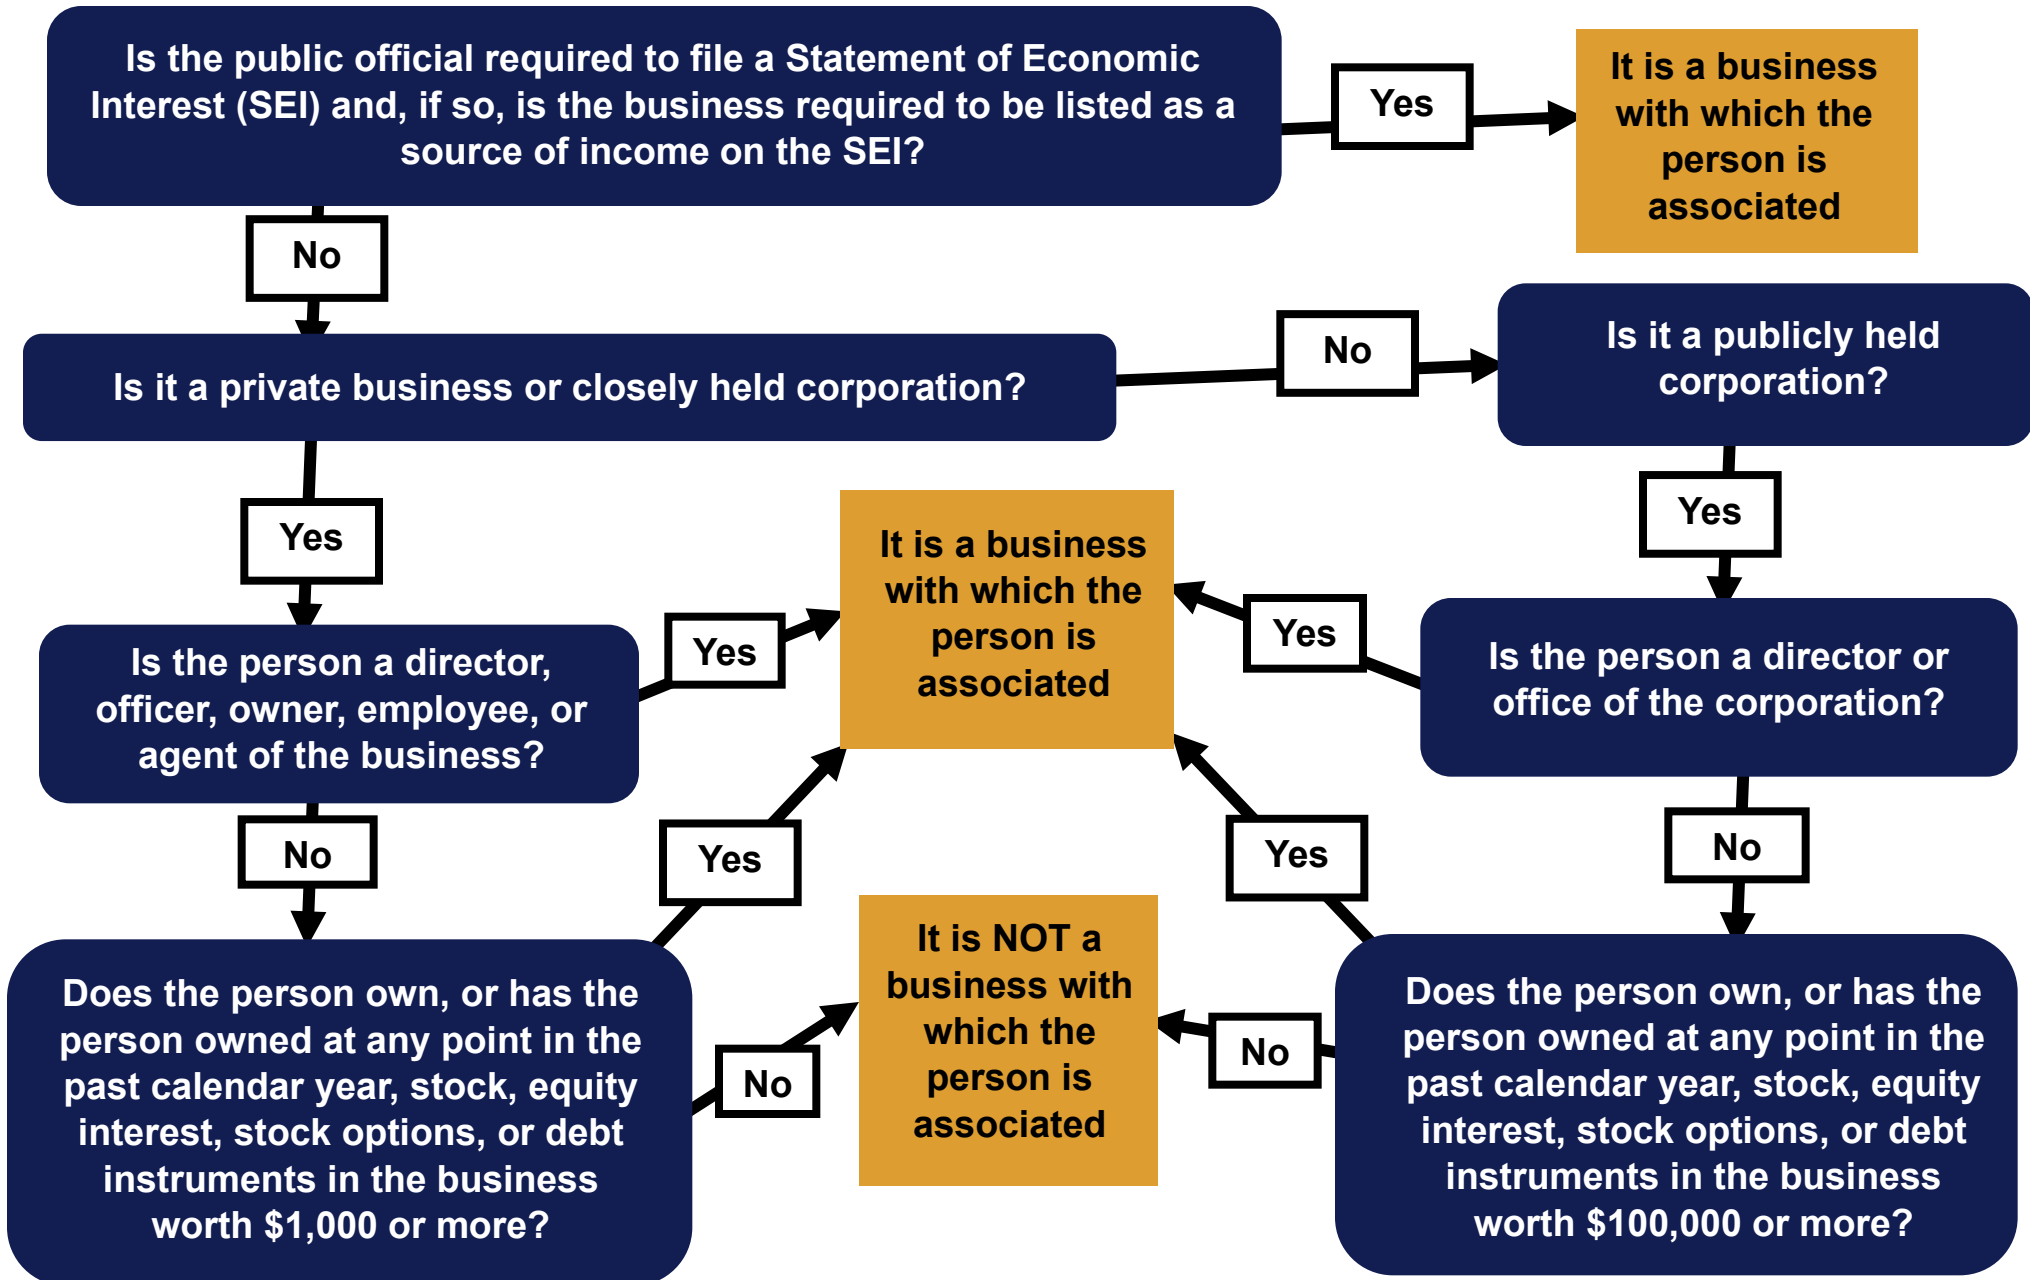 Is the public official required to file a Statement of Economic
Interest (SEI) and, if so, is the business required to be listed as a
source of income on the SEI?
Yes
It is a business
with which the
person is
associated
No
Is it a private business or closely held corporation?
No
Is it a publicly held
corporation?
Yes
Yes
It is a business
with which the
person is
associated
Is the person a director,
officer, owner, employee, or
agent of the business?
Yes
Yes
Is the person a director or
office of the corporation?
No
Yes
Yes
No
Does the person own, or has the
person owned at any point in the
past calendar year, stock, equity
interest, stock options, or debt
instruments in the business
worth $1,000 or more?
No
It is NOT a
business with
which the
person is
associated
No
Does the person own, or has the
person owned at any point in the
past calendar year, stock, equity
interest, stock options, or debt
instruments in the business
worth $100,000 or more?